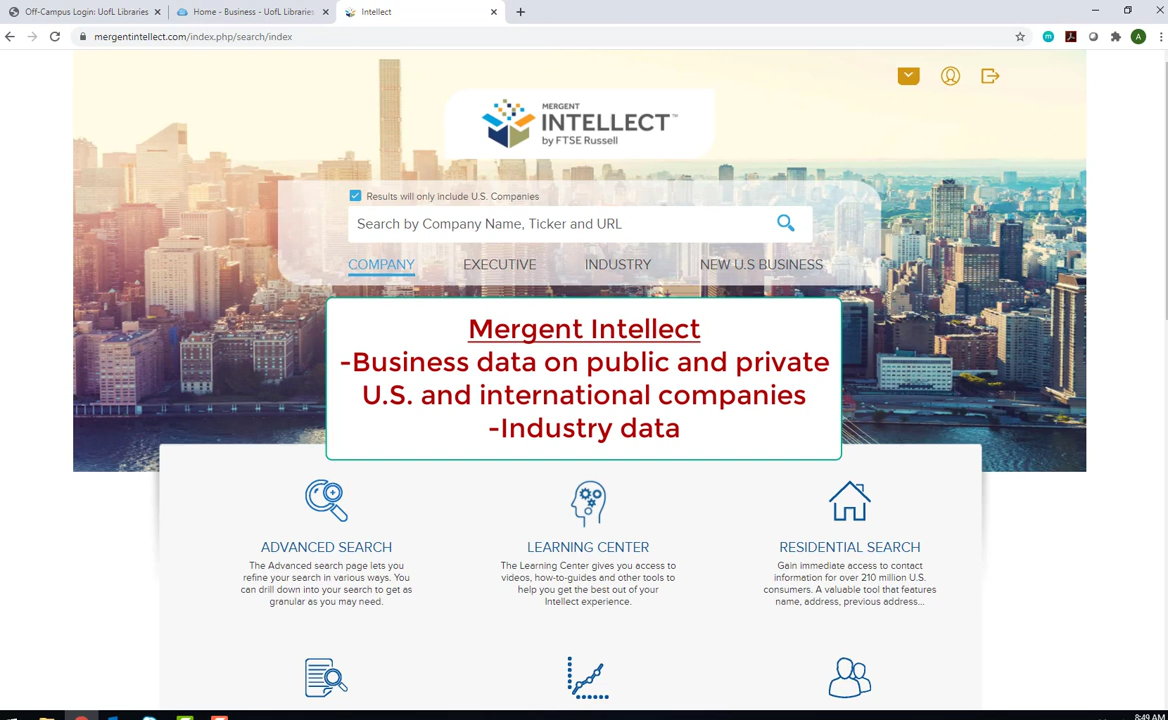 Off-Campus Login: UofL Libraries
Home - Business - UofL Libraries
Intellect
mergentintellect.com/index.php/search/index
A
MERGENT
INTELLECT™
by FTSE Russell
Results will only include U.S. Companies
Search by Company Name, Ticker and URL
COMPANY EXECUTIVE INDUSTRY NEW U.S BUSINESS
Mergent Intellect
-Business data on public and private
U.S. and international companies
-Industry data
ADVANCED SEARCH
The Advanced search page lets you
refine your search in various ways. You
can drill down into your search to get as
granular as you may need.
LEARNING CENTER
The Learning Center gives you access to
videos, how-to-guides and other tools to
help you get the best out of your
Intellect experience.
RESIDENTIAL SEARCH
Gain immediate access to contact
information for over 210 million U.S.
consumers. A valuable tool that features
name, address, previous address...
8:49 AM